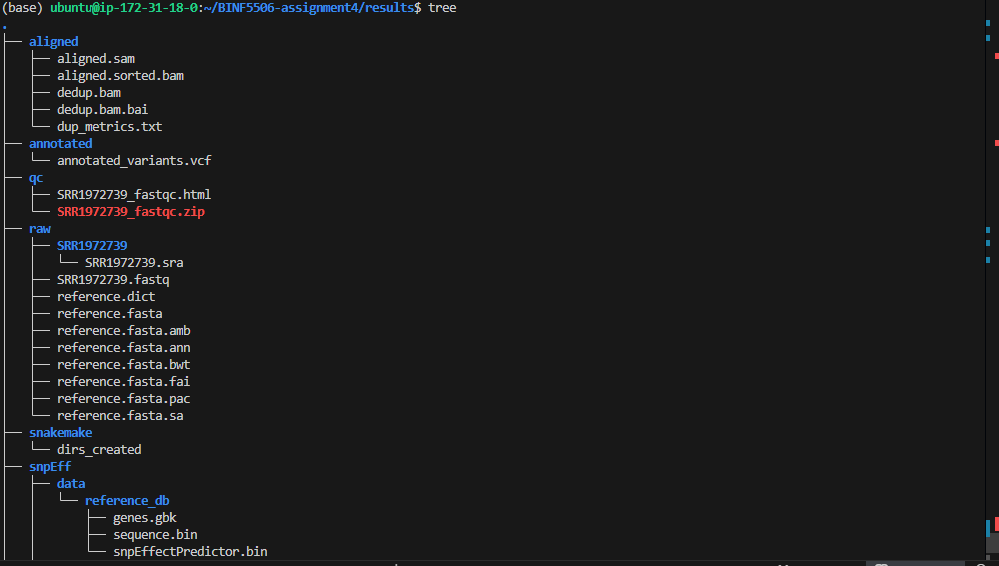 (base) ubuntu@ip-172-31-18-0:~/BINF5506-assignment4/results$ tree
.
├── aligned
│   ├── aligned.sam
│   ├── aligned.sorted.bam
│   ├── dedup.bam
│   ├── dedup.bam.bai
│   └── dup_metrics.txt
├── annotated
│   └── annotated_variants.vcf
├── qc
│   ├── SRR1972739_fastqc.html
│   └── SRR1972739_fastqc.zip
├── raw
│   ├── SRR1972739
│   │   └── SRR1972739.sra
│   ├── SRR1972739.fastq
│   ├── reference.dict
│   ├── reference.fasta
│   ├── reference.fasta.amb
│   ├── reference.fasta.ann
│   ├── reference.fasta.bwt
│   ├── reference.fasta.fai
│   ├── reference.fasta.pac
│   └── reference.fasta.sa
├── snakemake
│   └── dirs_created
├── snpEff
│   ├── data
│   │   └── reference_db
│   │       ├── genes.gbk
│   │       ├── sequence.bin
│   │       └── snpEffectPredictor.bin